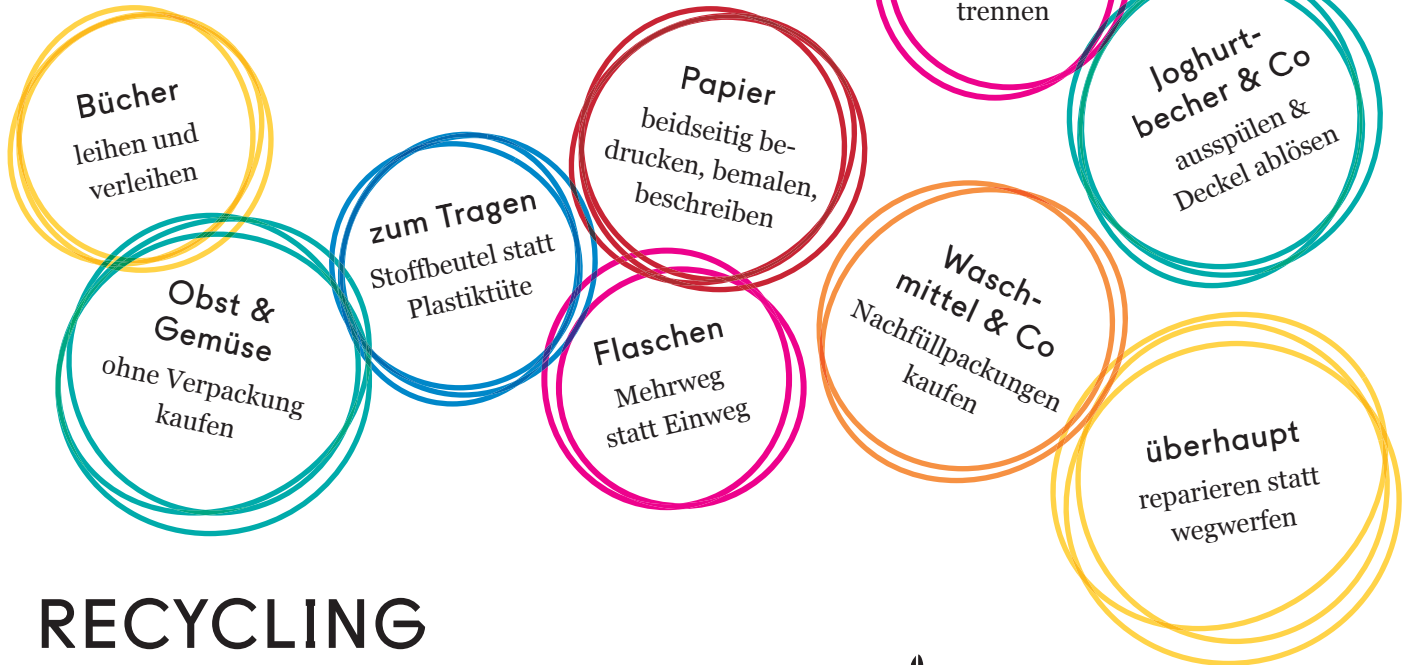 trennen
Bücher
leihen und
verleihen
Obst &
Gemüse
ohne Verpackung
kaufen
zum Tragen
Stoffbeutel statt
Plastiktüte
Papier
beidseitig be-
drucken, bemalen,
beschreiben
Flaschen
Mehrweg
statt Einweg
Wasch-
mittel & Co
Nachfüllpackungen
kaufen
Joghurt-
becher & Co
ausspülen &
Deckel ablösen
überhaupt
reparieren statt
wegwerfen
RECYCLING